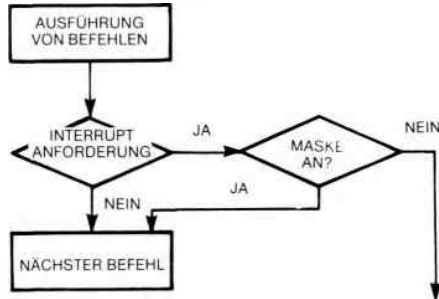 AUSFÜHRUNG
VON BEFEHLEN
INTERRUPT
ANFORDERUNG
JA
MASKE
AN?
NEIN
JA
NEIN
NÄCHSTER BEFEHL